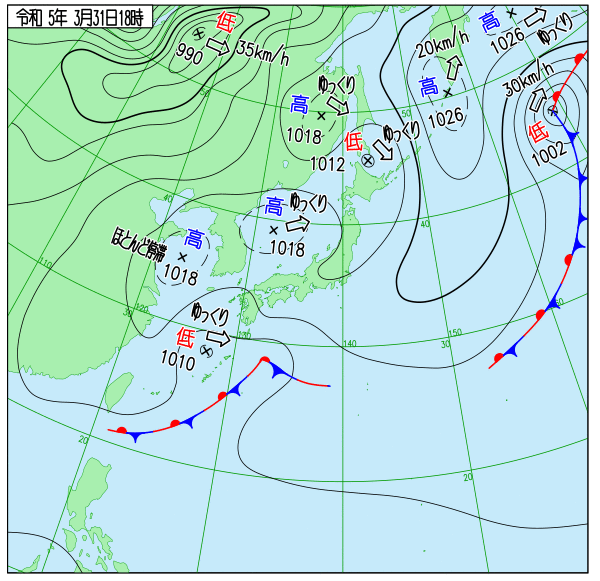 令和 5年 3月31日18時
低
990
35km/h
高
1026
ゆっくり
20km/h
高
1026
30km/h
低
1002
ゆっくり
高
1018
低
1012
ゆっくり
50
50
40
40
高
ゆっくり
1018
ほとんど停滞
高
1018
110
120
30
130
140
30
150
160
ゆっくり
低
1010
20
20